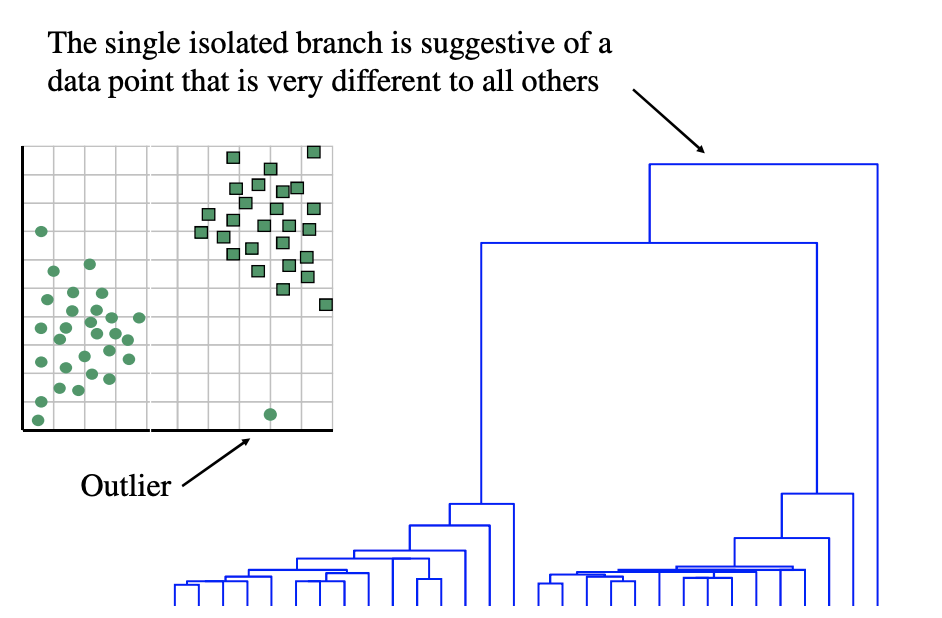 The single isolated branch is suggestive of a
data point that is very different to all others
Outlier